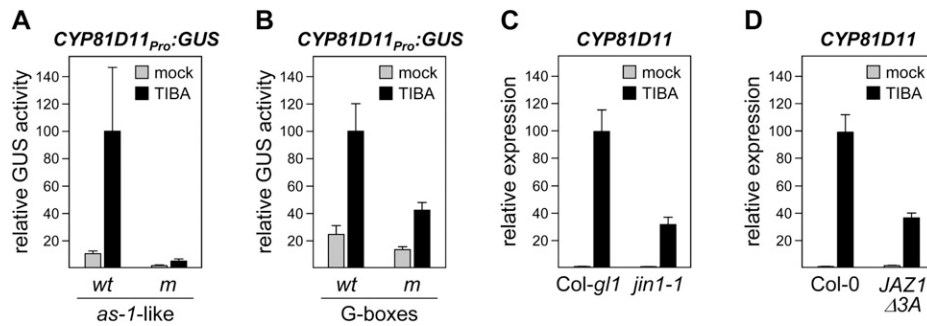 A
CYP81D11Pro:GUS
relative GUS activity
140
120
100
80
60
40
20
mock
TIBA
wt m
as-1-like
B
CYP81D11Pro:GUS
relative GUS activity
140
120
100
80
60
40
20
mock
TIBA
wt m
G-boxes
C
CYP81D11
relative expression
140
120
100
80
60
40
20
mock
TIBA
Col-gl1 jin1-1
D
CYP81D11
relative expression
140
120
100
80
60
40
20
mock
TIBA
Col-0 JAZ1
Δ3A